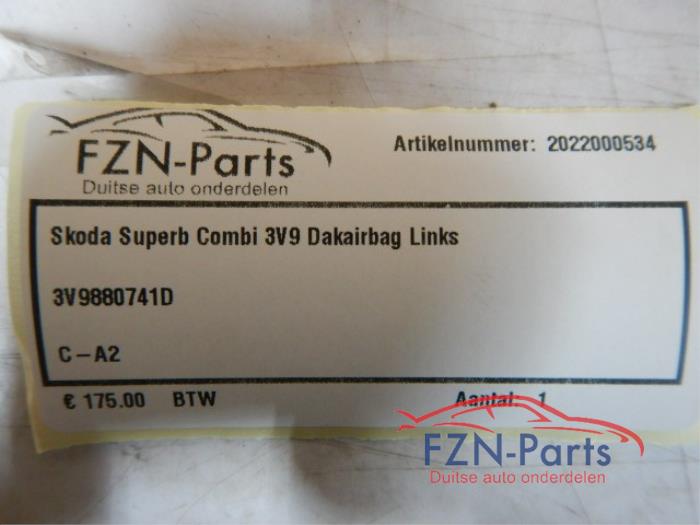 FZN-Parts
Duitse auto onderdelen
Artikelnummer: 2022000534
Skoda Superb Combi 3V9 Dakairbag Links
3V9880741D
C-A2
€ 175.00 BTW
Aantal: 1
FZN-Parts
Duitse auto onderdelen